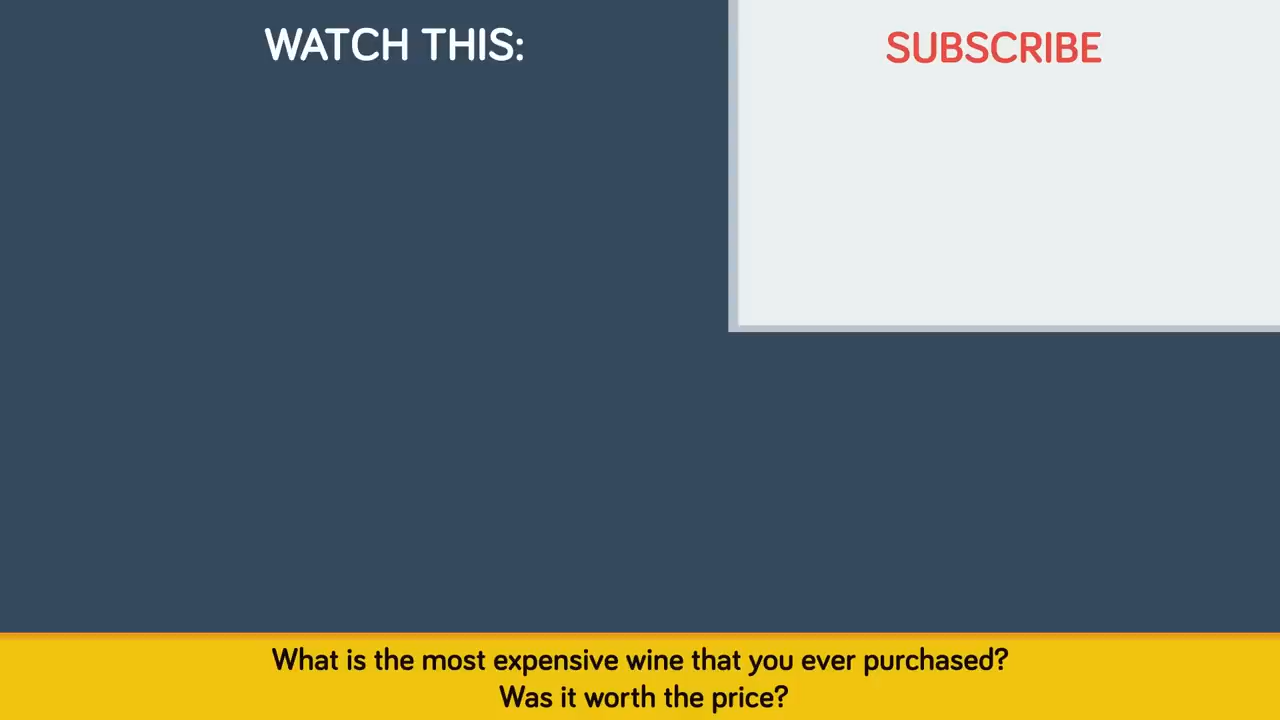 WATCH THIS:
SUBSCRIBE
What is the most expensive wine that you ever purchased?
Was it worth the price?